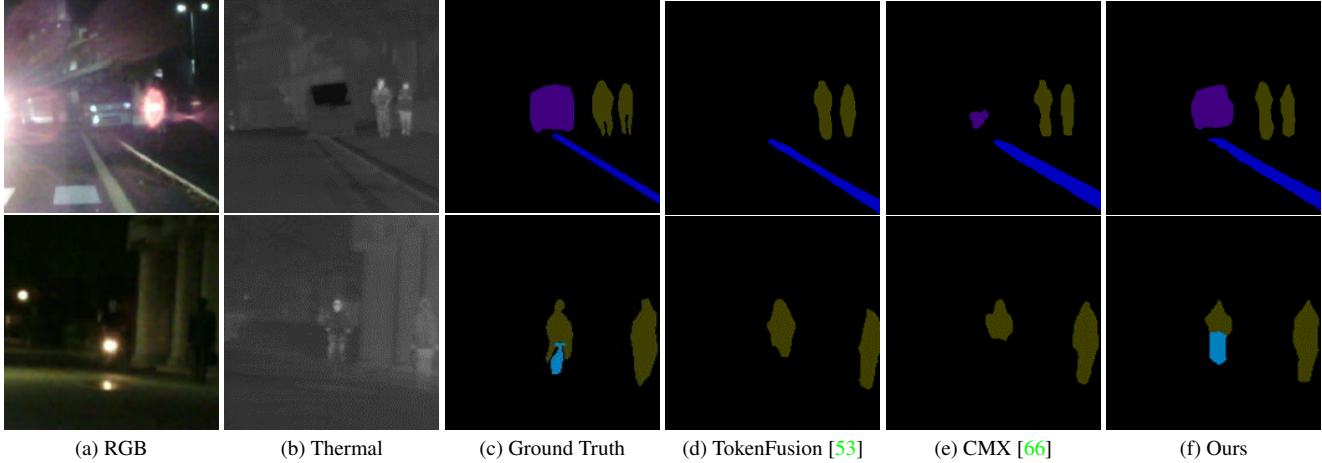 (a) RGB
(b) Thermal
(c) Ground Truth
(d) TokenFusion [53]
(e) CMX [66]
(f) Ours